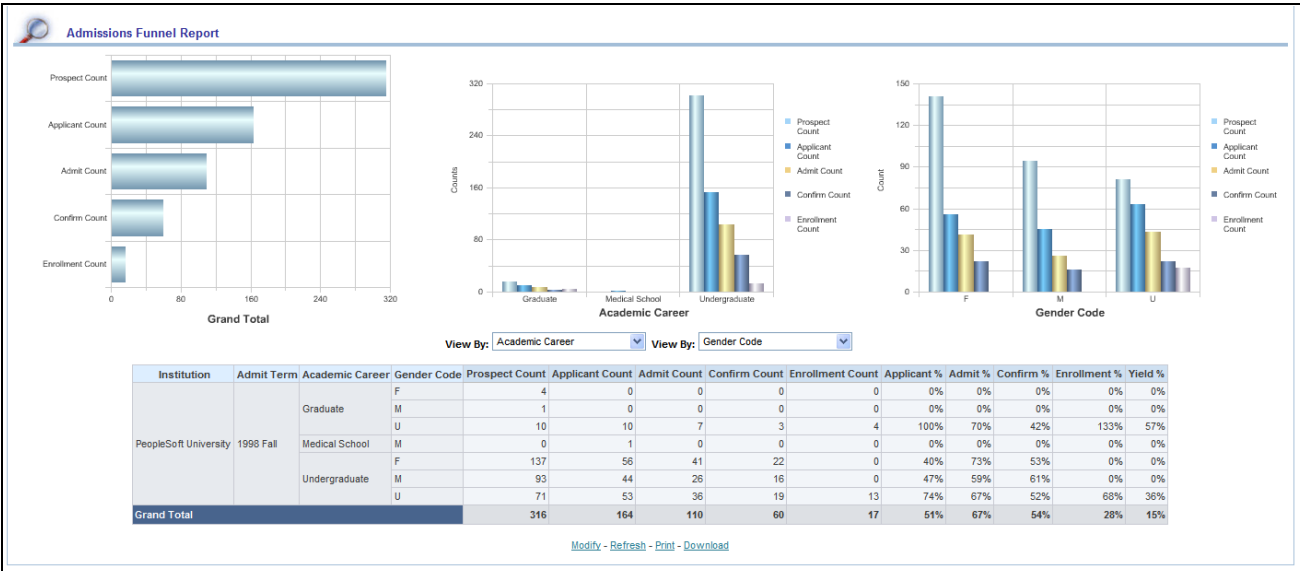 Admissions Funnel Report
Prospect Count
Applicant Count
Admit Count
Confirm Count
Enrollment Count
0 80 160 240 320
Grand Total
320
240
160
80
0
Counts
Graduate Medical School Undergraduate
Academic Career
Prospect
Count
Applicant
Count
Admit Count
Confirm Count
Enrollment
Count
150
120
90
60
30
0
Count
F M U
Gender Code
Prospect
Count
Applicant
Count
Admit Count
Confirm Count
Enrollment
Count
View By: Academic Career View By: Gender Code
Institution Admit Term Academic Career Gender Code Prospect Count Applicant Count Admit Count Confirm Count Enrollment Count Applicant % Admit % Confirm % Enrollment % Yield %
PeopleSoft University 1998 Fall Graduate F 4 0 0 0 0 0% 0% 0% 0% 0%
M 1 0 0 0 0 0% 0% 0% 0% 0%
U 10 10 7 3 4 100% 70% 42% 133% 57%
Medical School M 0 1 0 0 0 0% 0% 0% 0% 0%
Undergraduate F 137 56 41 22 0 40% 73% 53% 0% 0%
M 93 44 26 16 0 47% 59% 61% 0% 0%
U 71 53 36 19 13 74% 67% 52% 68% 36%
Grand Total 316 164 110 60 17 51% 67% 54% 28% 15%
Modify - Refresh - Print - Download